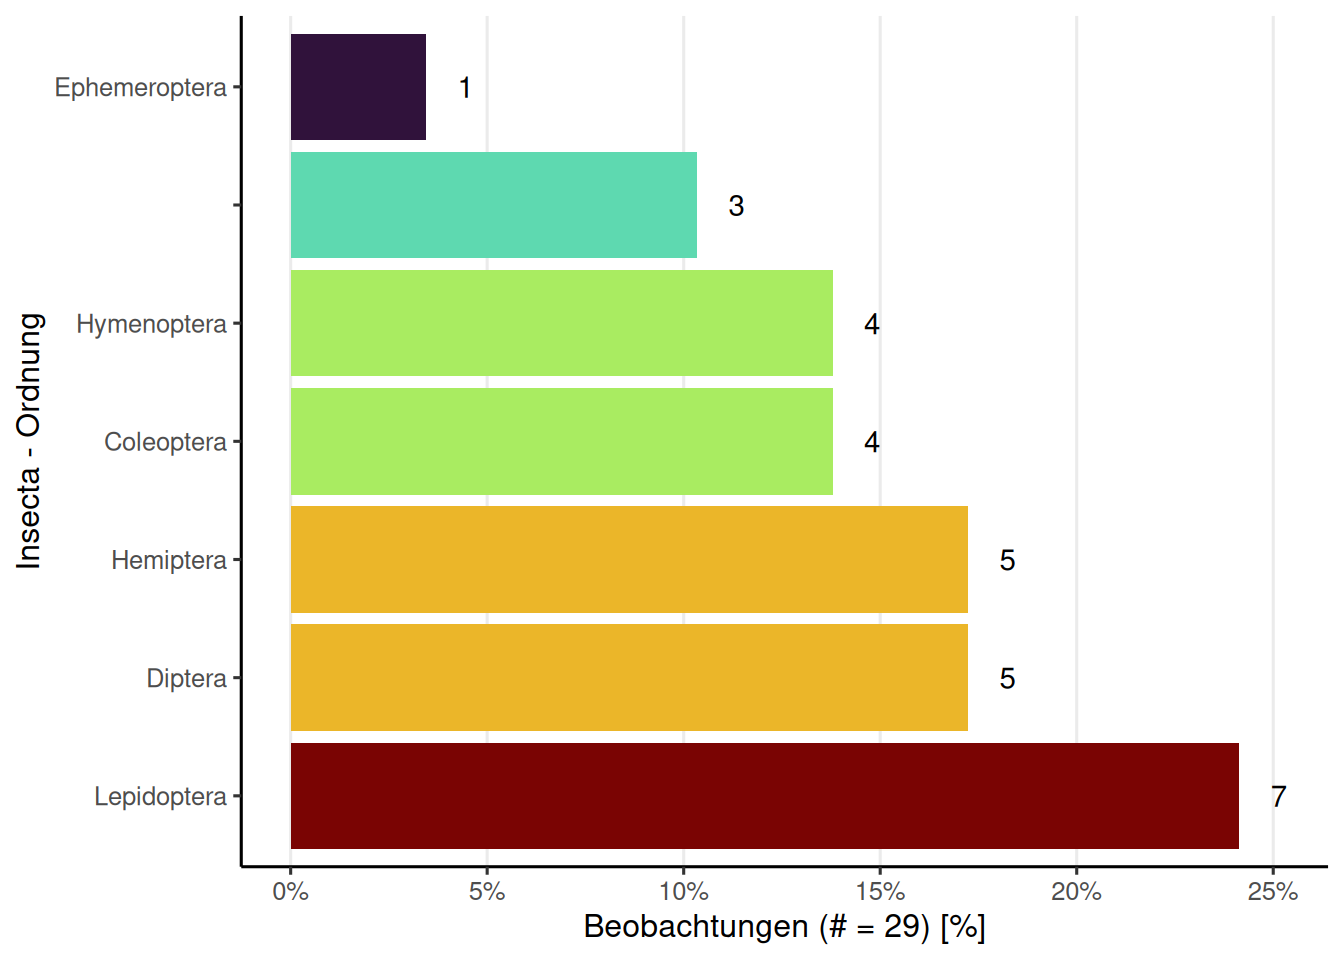 Ephemeroptera 1
3
Hymenoptera 4
Coleoptera 4
Hemiptera 5
Diptera 5
Lepidoptera 7
Insecta - Ordnung
0% 5% 10% 15% 20% 25%
Beobachtungen (# = 29) [%]